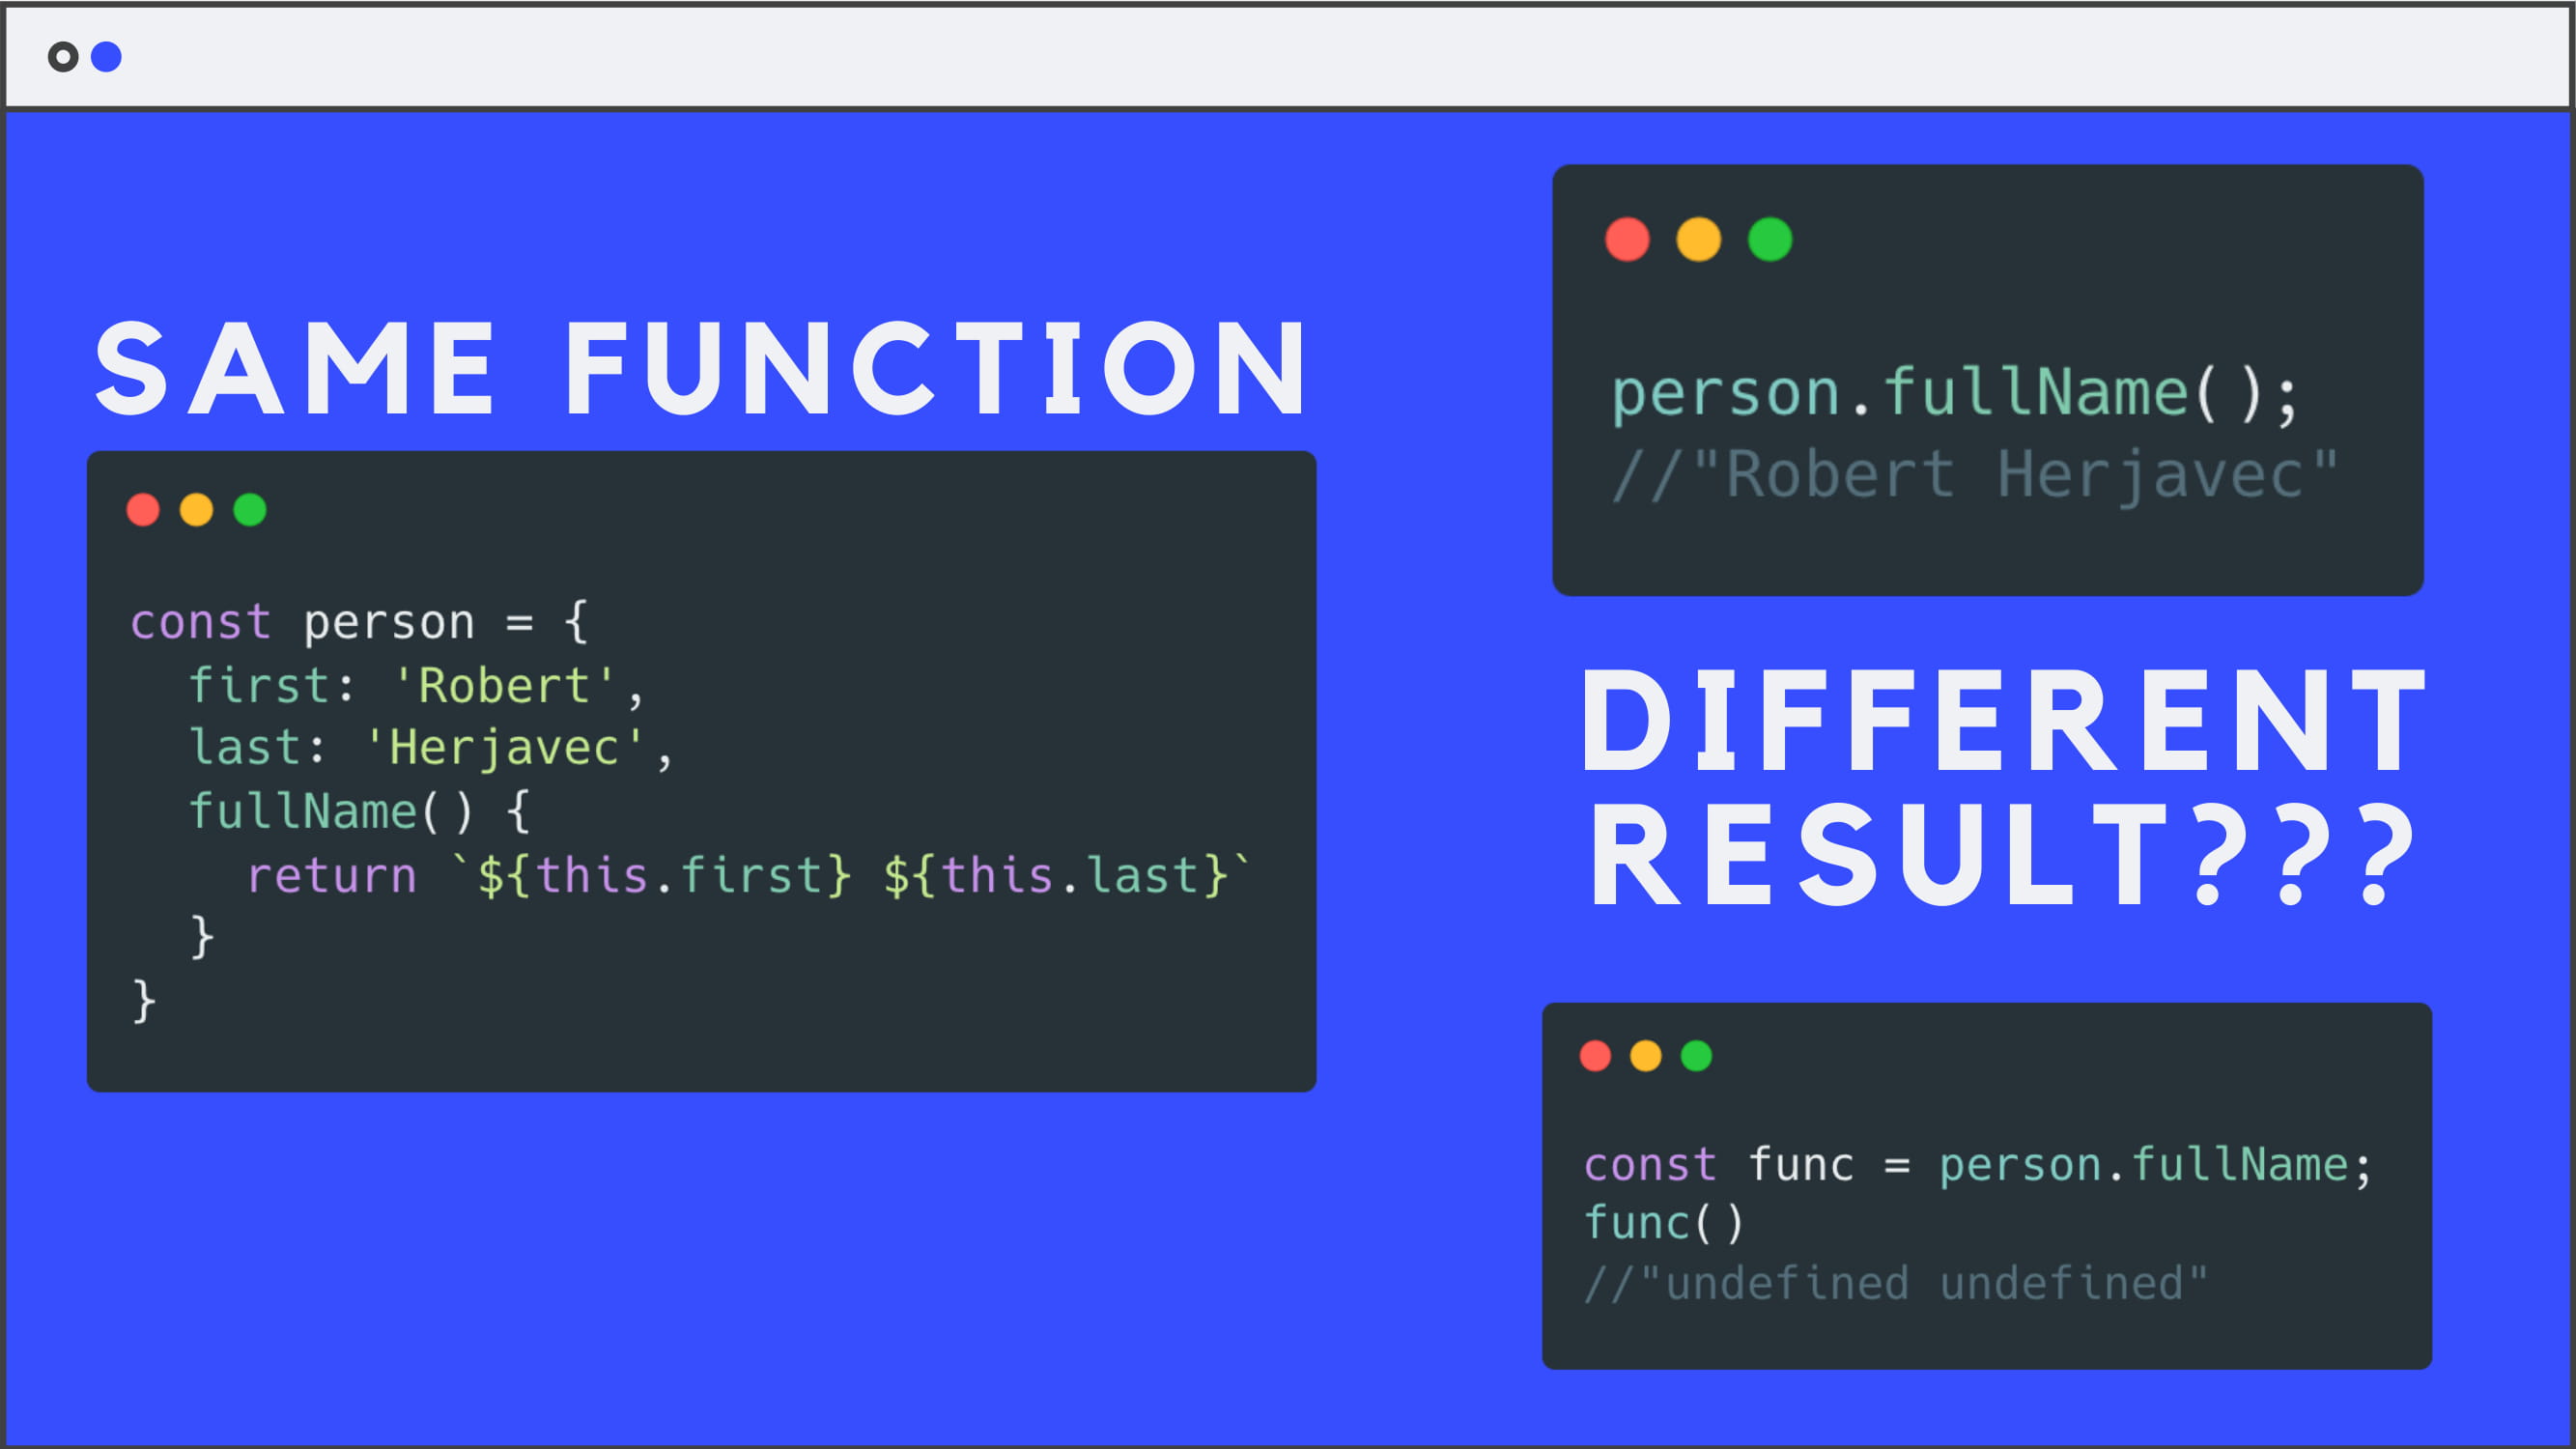 SAME FUNCTION
const person = {
  first: 'Robert',
  last: 'Herjavec',
  fullName() {
    return `${this.first} ${this.last}`
  }
}
person.fullName();
//"Robert Herjavec"
DIFFERENT
RESULT???
const func = person.fullName;
func()
//"undefined undefined"